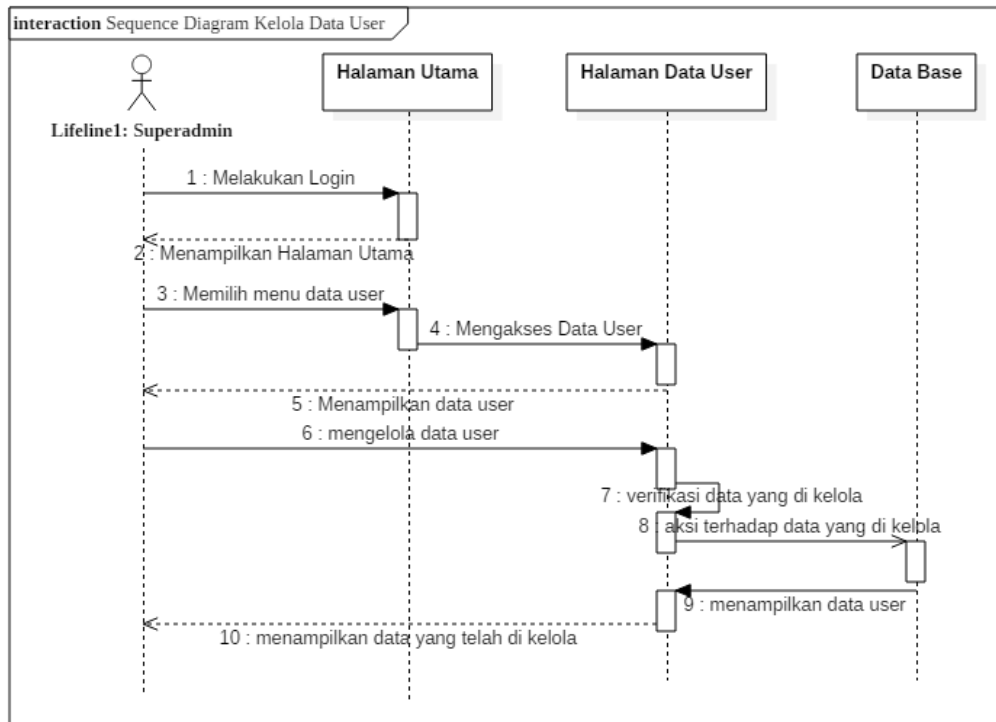 interaction Sequence Diagram Kelola Data User
Halaman Utama
Halaman Data User
Data Base
Lifeline1: Superadmin
1 : Melakukan Login
2 : Menampilkan Halaman Utama
3 : Memilih menu data user
4 : Mengakses Data User
5 : Menampilkan data user
6 : mengelola data user
7 : verifikasi data yang di kelola
8 : aksi terhadap data yang di kelola
9 : menampilkan data user
10 : menampilkan data yang telah di kelola